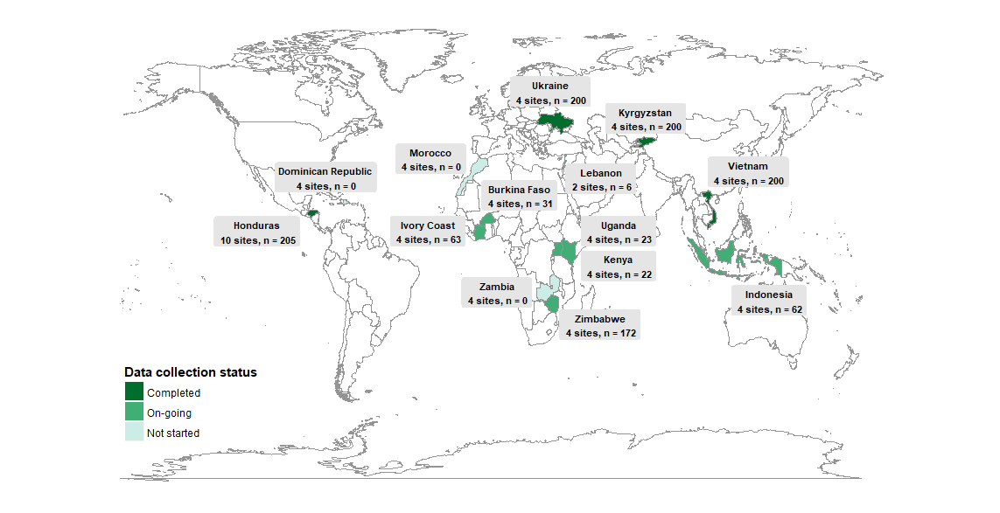 Ukraine
4 sites, n = 200
Kyrgyzstan
4 sites, n = 200
Morocco
4 sites, n = 0
Dominican Republic
4 sites, n = 0
Lebanon
2 sites, n = 6
Vietnam
4 sites, n = 200
Burkina Faso
4 sites, n = 31
Honduras
10 sites, n = 205
Ivory Coast
4 sites, n = 63
Uganda
4 sites, n = 23
Kenya
4 sites, n = 22
Zambia
4 sites, n = 0
Indonesia
4 sites, n = 62
Zimbabwe
4 sites, n = 172
Data collection status
Completed
On-going
Not started